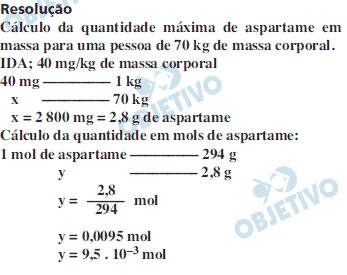 Resolução
Cálculo da quantidade máxima de aspartame em
massa para uma pessoa de 70 kg de massa corporal.
IDA; 40 mg/kg de massa corporal
40 mg ———— 1 kg
x ———— 70 kg
x = 2 800 mg = 2,8 g de aspartame
Cálculo da quantidade em mols de aspartame:
1 mol de aspartame ———— 294 g
y ———— 2,8 g
y = 2,8/294 mol
y = 0,0095 mol
y = 9,5 . 10⁻³ mol
OBJETIVO
OBJETIVO